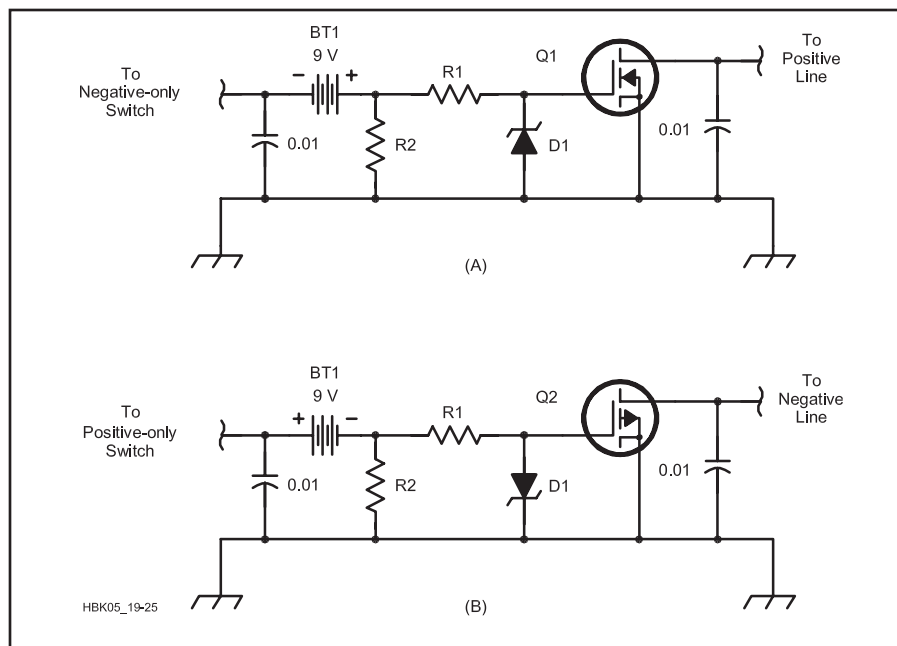 BT1
9 V
- +
To
Negative-only
Switch
R1
Q1
To
Positive
Line
0.01
R2
D1
0.01
(A)
BT1
9 V
+ -
To
Positive-only
Switch
R1
Q2
To
Negative
Line
0.01
R2
D1
0.01
HBK05_19-25
(B)